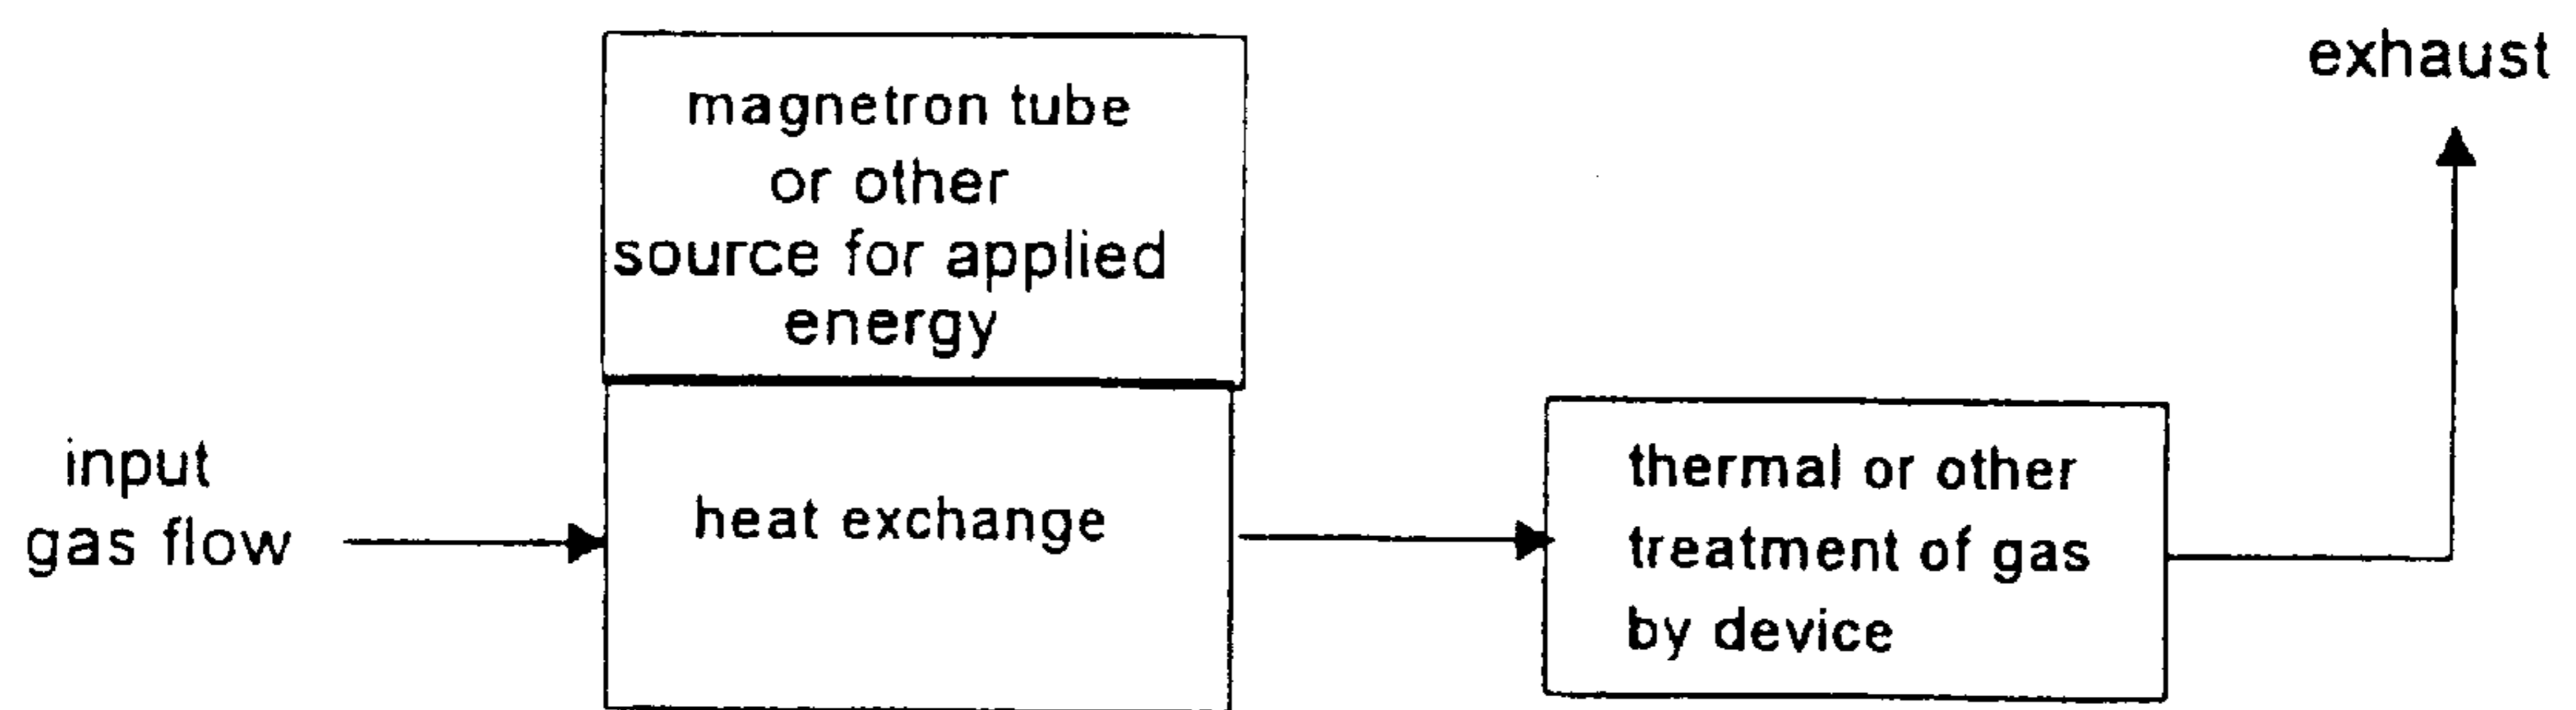 exhaust
magnetron tube
or other
source for applied
energy
input
gas flow
heat exchange
thermal or other
treatment of gas
by device